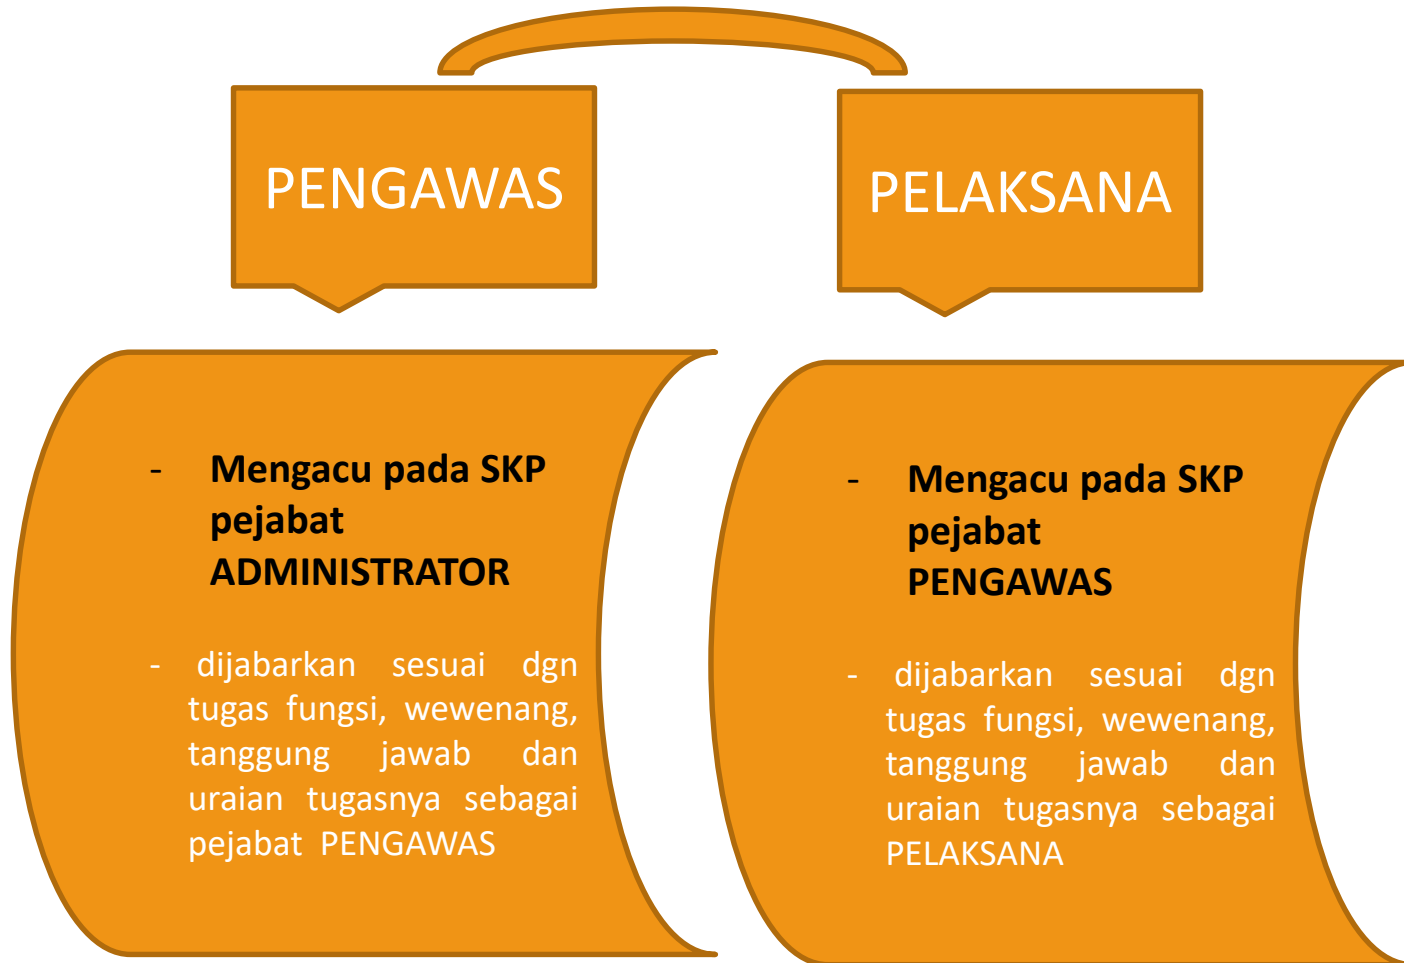 PENGAWAS
PELAKSANA
- Mengacu pada SKP
pejabat
ADMINISTRATOR
- dijabarkan sesuai dgn
tugas fungsi, wewenang,
tanggung jawab dan
uraian tugasnya sebagai
pejabat PENGAWAS
- Mengacu pada SKP
pejabat
PENGAWAS
- dijabarkan sesuai dgn
tugas fungsi, wewenang,
tanggung jawab dan
uraian tugasnya sebagai
PELAKSANA